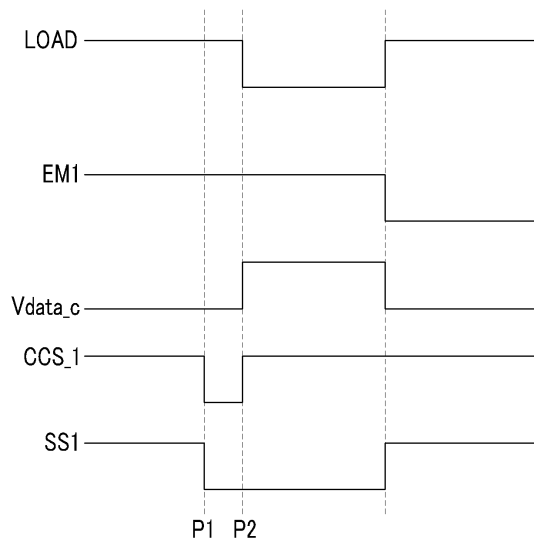 LOAD
EM1
Vdata_c
CCS_1
SS1
P1 P2